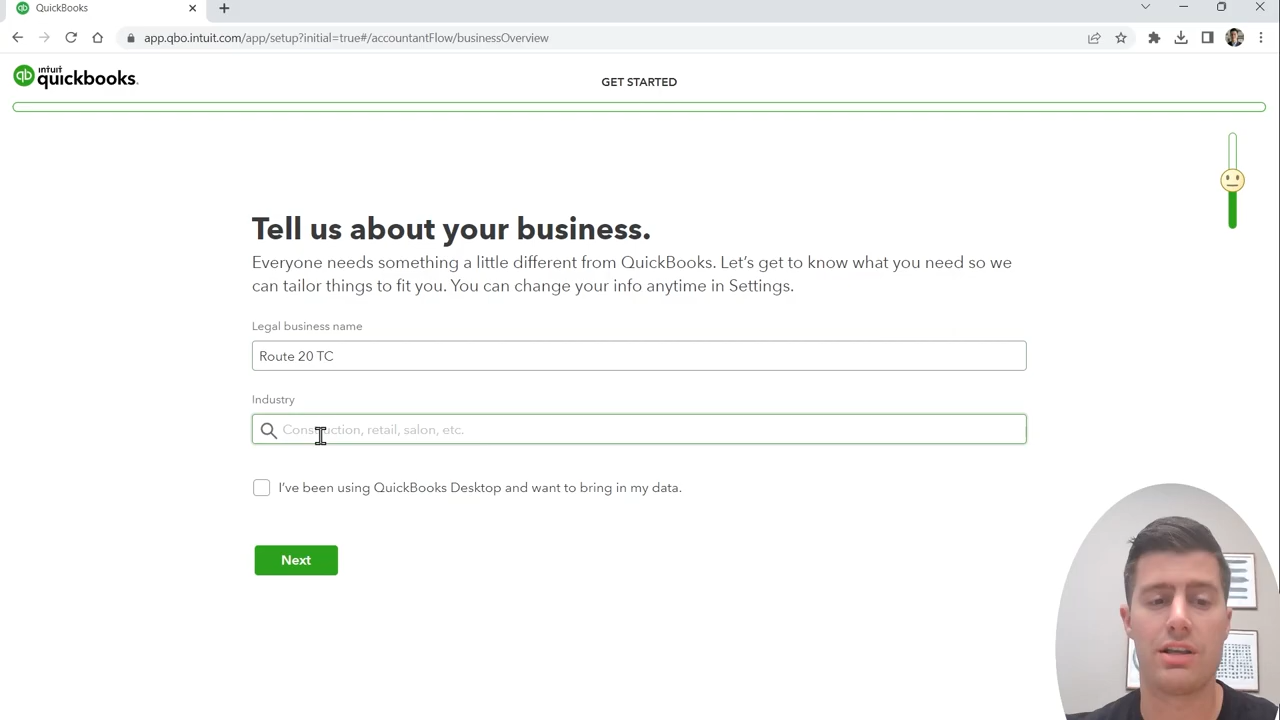 QuickBooks
app.qbo.intuit.com/app/setup?initial=true#/accountantFlow/businessOverview
intuit
quickbooks.
GET STARTED
Tell us about your business.
Everyone needs something a little different from QuickBooks. Let's get to know what you need so we
can tailor things to fit you. You can change your info anytime in Settings.
Legal business name
Route 20 TC
Industry
Construction, retail, salon, etc.
I've been using QuickBooks Desktop and want to bring in my data.
Next